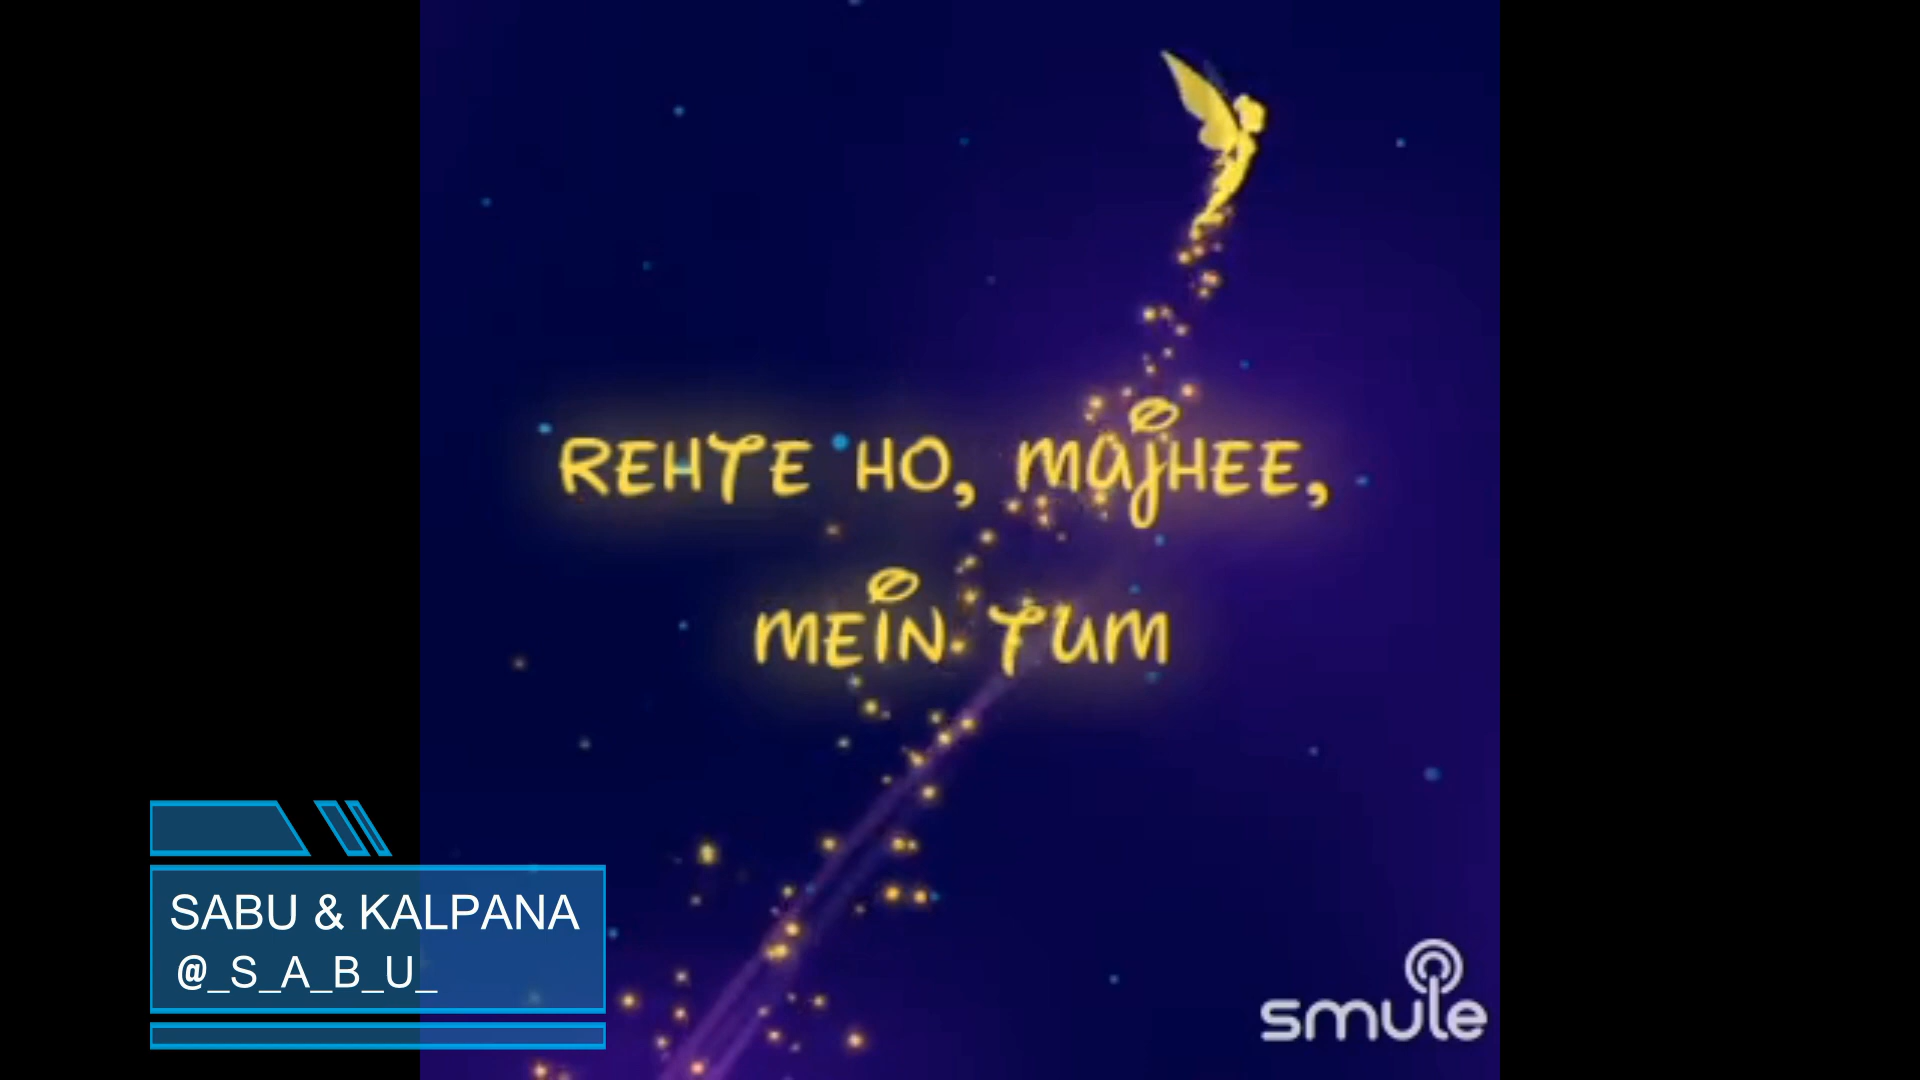 REHTE HO, MAJHEE,
MEIN TUM
SABU & KALPANA
@_S_A_B_U_
smule